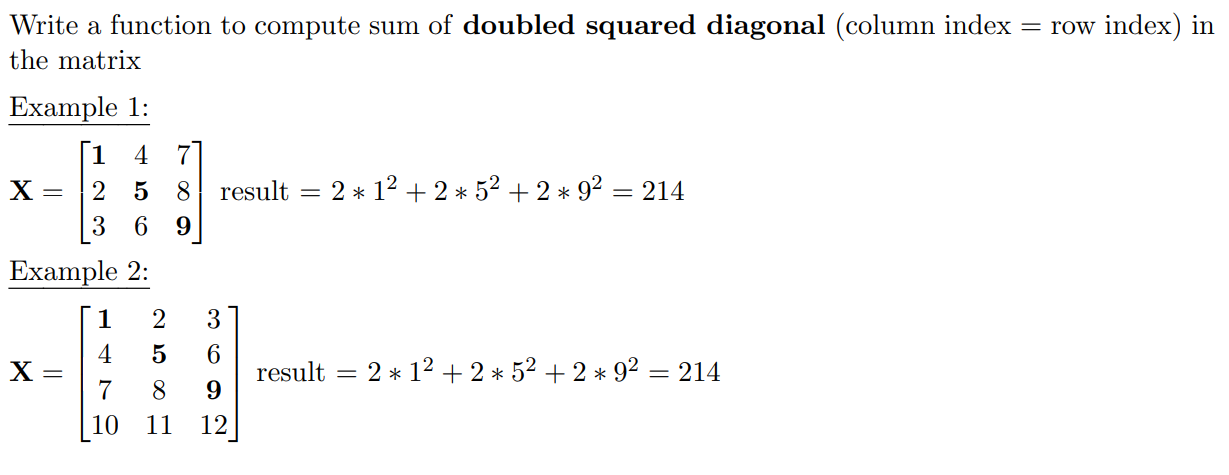 Write a function to compute sum of doubled squared diagonal (column index = row index) in
the matrix
Example 1:
X = [1 4 7
2 5 8
3 6 9] result = 2 ∗ 1² + 2 ∗ 5² + 2 ∗ 9² = 214
Example 2:
X = [1 2 3
4 5 6
7 8 9
10 11 12] result = 2 ∗ 1² + 2 ∗ 5² + 2 ∗ 9² = 214